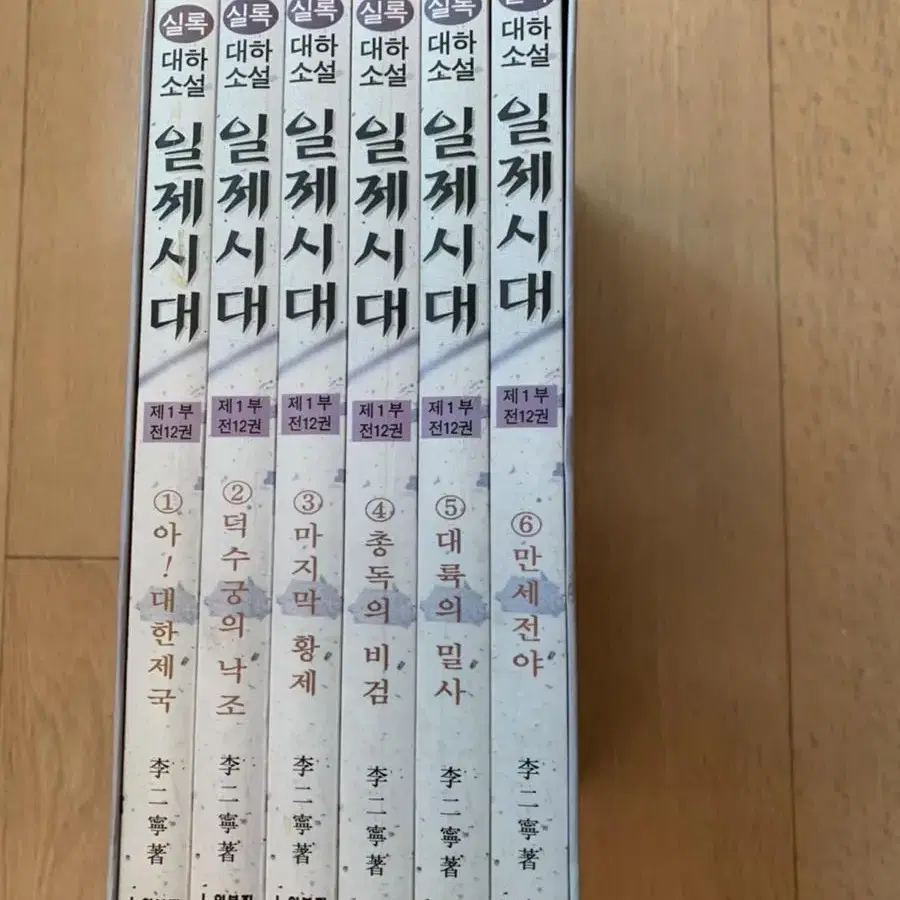 실록
대하
소설
일제시대
제1부
전12권
①아!대한제국
李二寧著
실록
대하
소설
일제시대
제1부
전12권
②덕수궁의 낙조
李二寧著
실록
대하
소설
일제시대
제1부
전12권
③마지막 황제
李二寧著
실록
대하
소설
일제시대
제1부
전12권
④총독의 비검
李二寧著
실록
대하
소설
일제시대
제1부
전12권
⑤대륙의 밀사
李二寧著
실록
대하
소설
일제시대
제1부
전12권
⑥만세전야
李二寧著